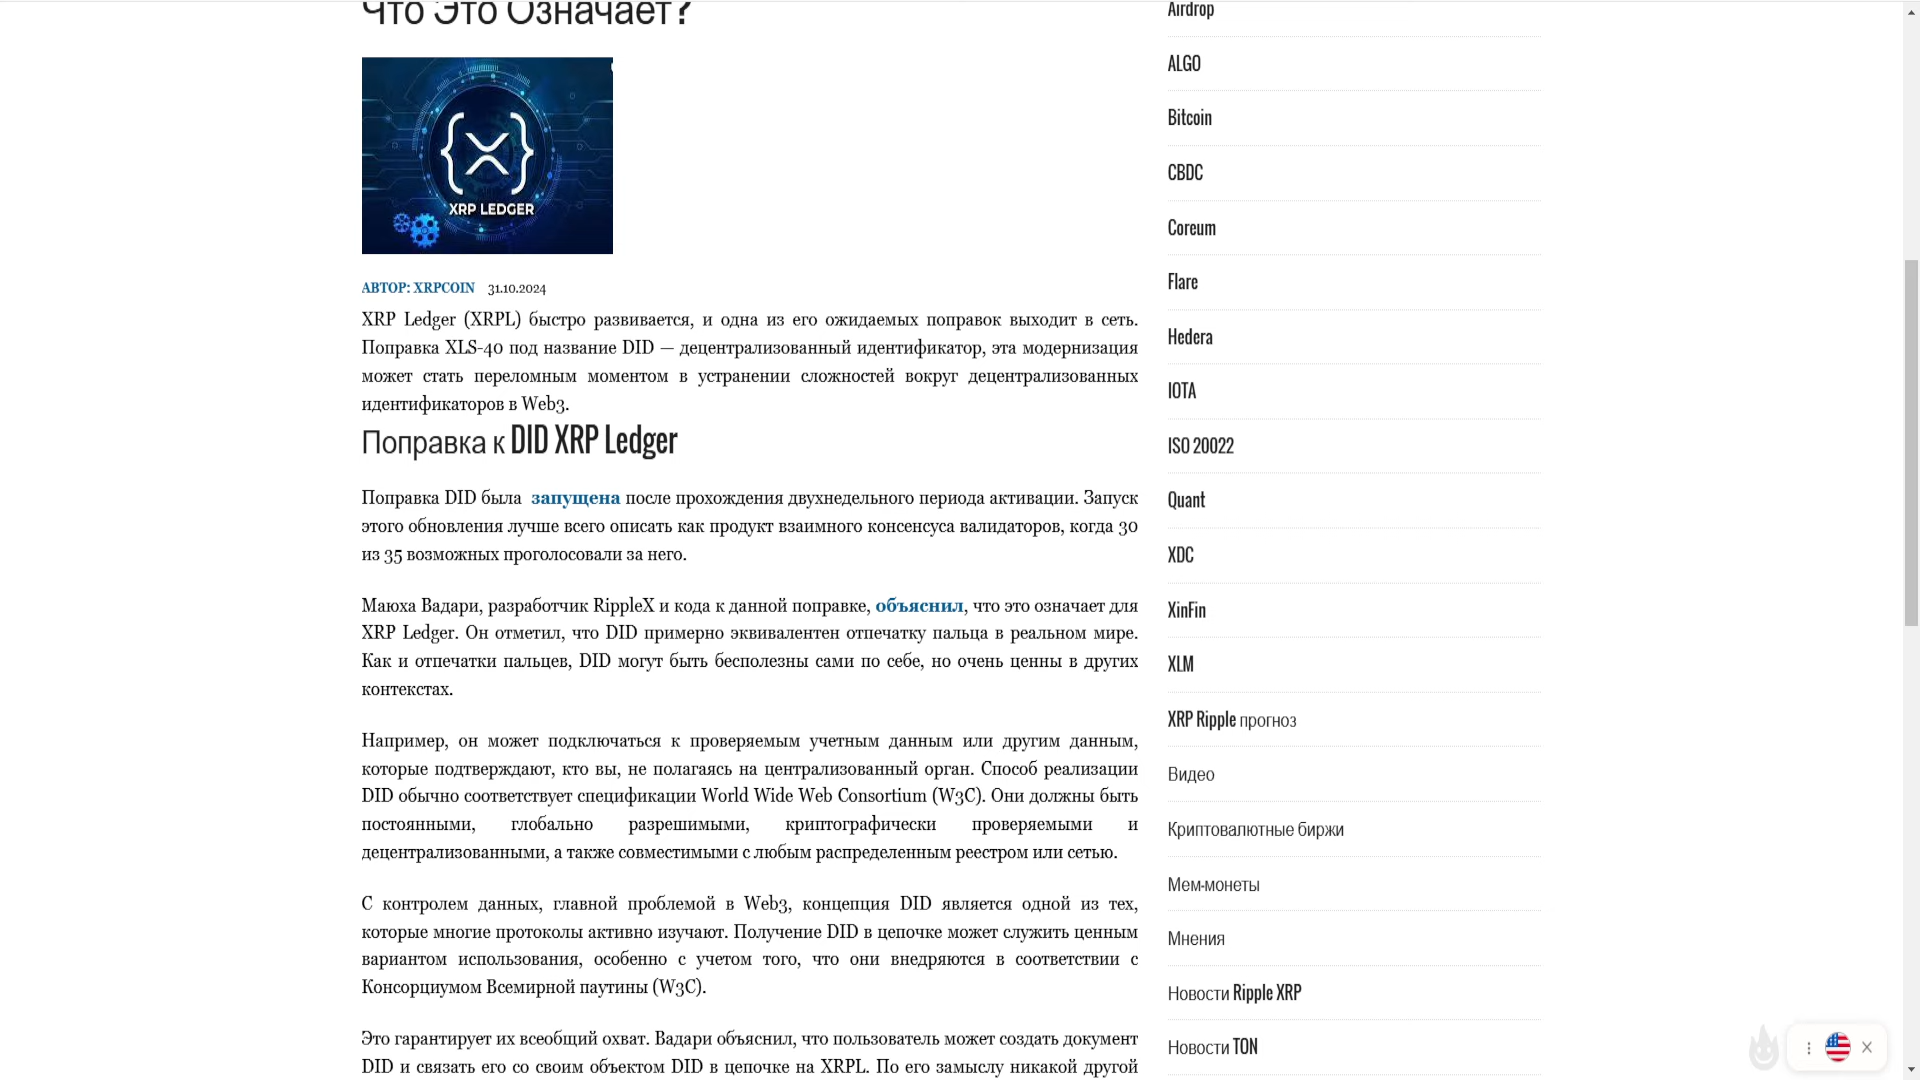 Что Это Означает?
XRP LEDGER
АВТОР: XRPCOIN 31.10.2024
XRP Ledger (XRPL) быстро развивается, и одна из его ожидаемых поправок выходит в сеть.
Поправка XLS-40 под название DID — децентрализованный идентификатор, эта модернизация
может стать переломным моментом в устранении сложностей вокруг децентрализованных
идентификаторов в Web3.
Поправка к DID XRP Ledger
Поправка DID была запущена после прохождения двухнедельного периода активации. Запуск
этого обновления лучше всего описать как продукт взаимного консенсуса валидаторов, когда 30
из 35 возможных проголосовали за него.
Маюха Вадари, разработчик RippleX и кода к данной поправке, объяснил, что это означает для
XRP Ledger. Он отметил, что DID примерно эквивалентен отпечатку пальца в реальном мире.
Как и отпечатки пальцев, DID могут быть бесполезны сами по себе, но очень ценны в других
контекстах.
Например, он может подключаться к проверяемым учетным данным или другим данным,
которые подтверждают, кто вы, не полагаясь на централизованный орган. Способ реализации
DID обычно соответствует спецификации World Wide Web Consortium (W3C). Они должны быть
постоянными, глобально разрешимыми, криптографически проверяемыми и
децентрализованными, а также совместимыми с любым распределенным реестром или сетью.
С контролем данных, главной проблемой в Web3, концепция DID является одной из тех,
которые многие протоколы активно изучают. Получение DID в цепочке может служить ценным
вариантом использования, особенно с учетом того, что они внедряются в соответствии с
Консорциумом Всемирной паутины (W3C).
Это гарантирует их всеобщий охват. Вадари объяснил, что пользователь может создать документ
DID и связать его со своим объектом DID в цепочке на XRPL. По его замыслу никакой другой
Airdrop
ALGO
Bitcoin
CBDC
Coreum
Flare
Hedera
IOTA
ISO 20022
Quant
XDC
XinFin
XLM
XRP Ripple прогноз
Видео
Криптовалютные биржи
Мем-монеты
Мнения
Новости Ripple XRP
Новости TON